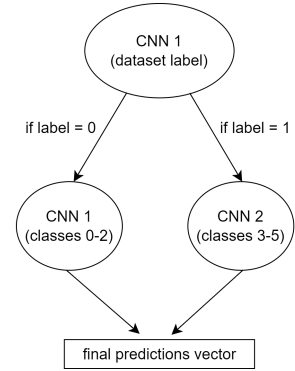 CNN 1
(dataset label)
if label = 0
if label = 1
CNN 1
(classes 0-2)
CNN 2
(classes 3-5)
final predictions vector